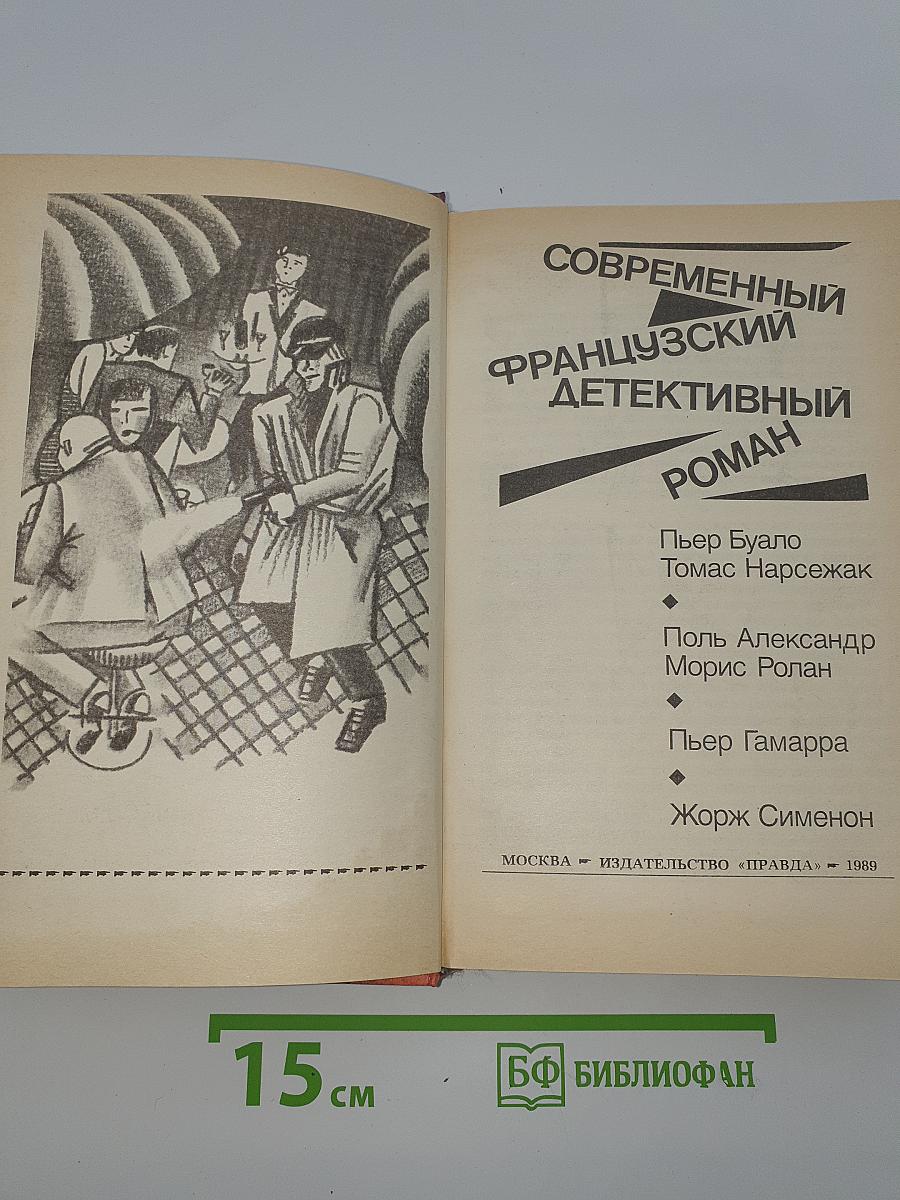 СОВРЕМЕННЫЙ
ФРАНЦУЗСКИЙ
ДЕТЕКТИВНЫЙ
РОМАН
Пьер Буало
Томас Нарсежак
Поль Александр
Морис Ролан
Пьер Гамарра
Жорж Сименон
МОСКВА ИЗДАТЕЛЬСТВО «ПРАВДА» 1989
15 см
БФ БИБЛИОФАН